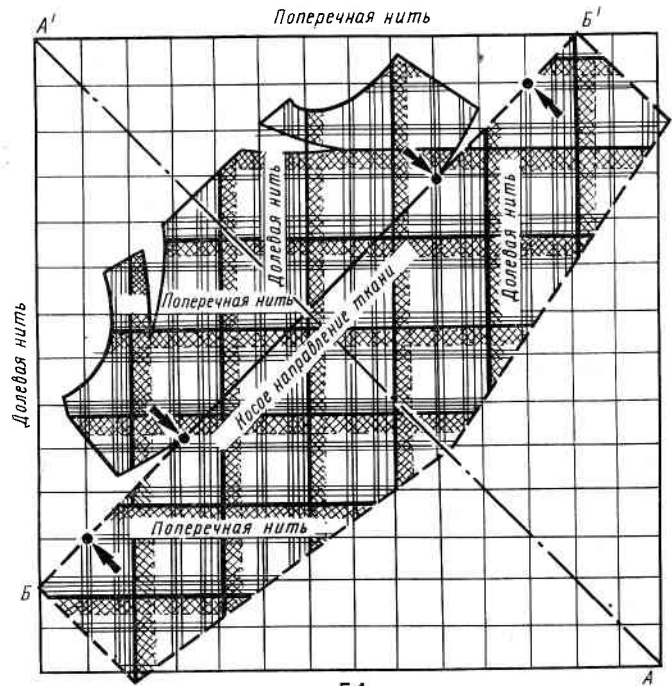 Поперечная нить
А'
Б'
Долевая нить
Долевая нить
Поперечная нить
Косое направление ткани
Долевая нить
Поперечная нить
Б
А